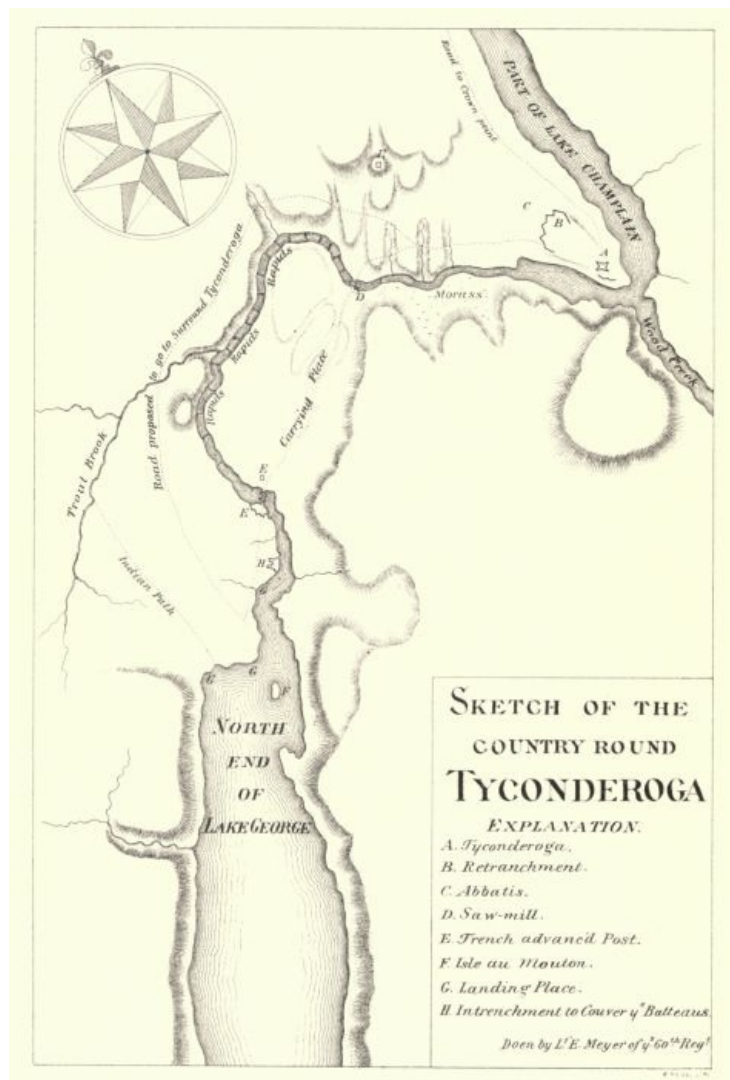 Road to Crown point
PART OF LAKE CHAMPLAIN
C
B
A
Road proposed to go to Surround Tyconderoga
Rapids
D
Morass
Wood Creek
Rapids
Rapids
Carrying Place
Trout Brook
E
E
H
Indian Path
G
G
G
F
NORTH
END
OF
LAKE GEORGE
SKETCH OF THE
COUNTRY ROUND
TYCONDEROGA
EXPLANATION.
A. Tyconderoga.
B. Retranchment.
C. Abbatis.
D. Saw-mill.
E. French advanc'd Post.
F. Isle au Mouton.
G. Landing Place.
H. Intrenchment to Couver yᵉ Batteaus.
Doen by Lᵗ E. Meyer of yᵉ 60ᵗʰ Regᵗ